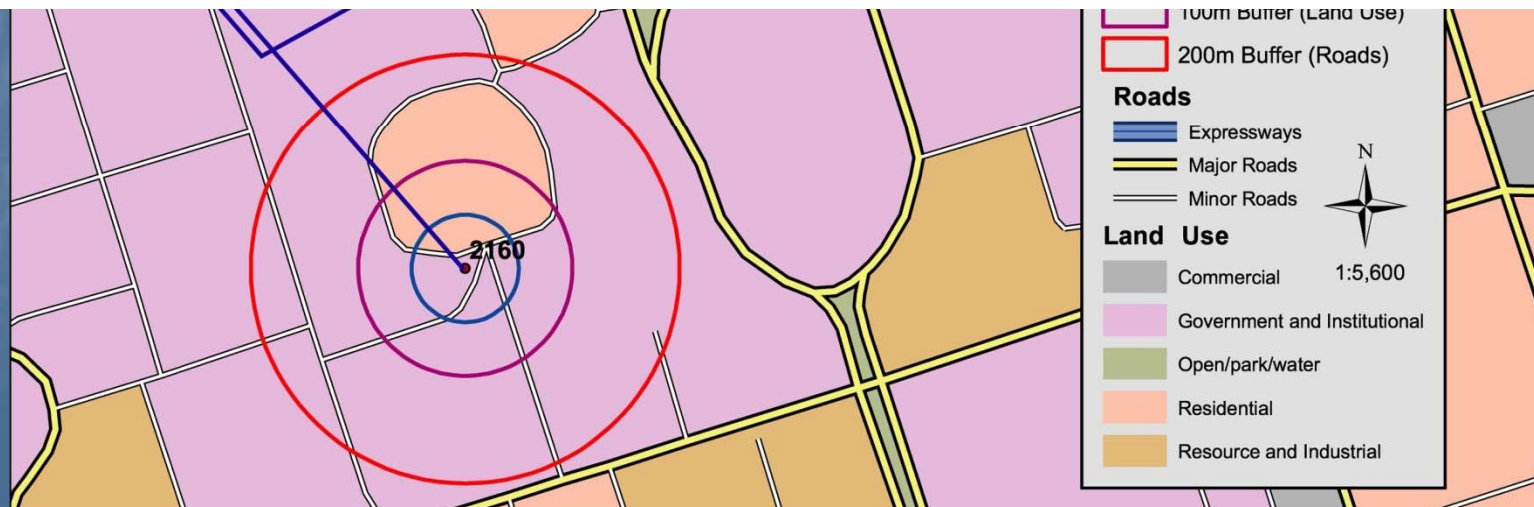 100m Buffer (Land Use)
200m Buffer (Roads)
Roads
Expressways
Major Roads
Minor Roads
N
Land Use
Commercial
1:5,600
Government and Institutional
Open/park/water
Residential
Resource and Industrial
2160